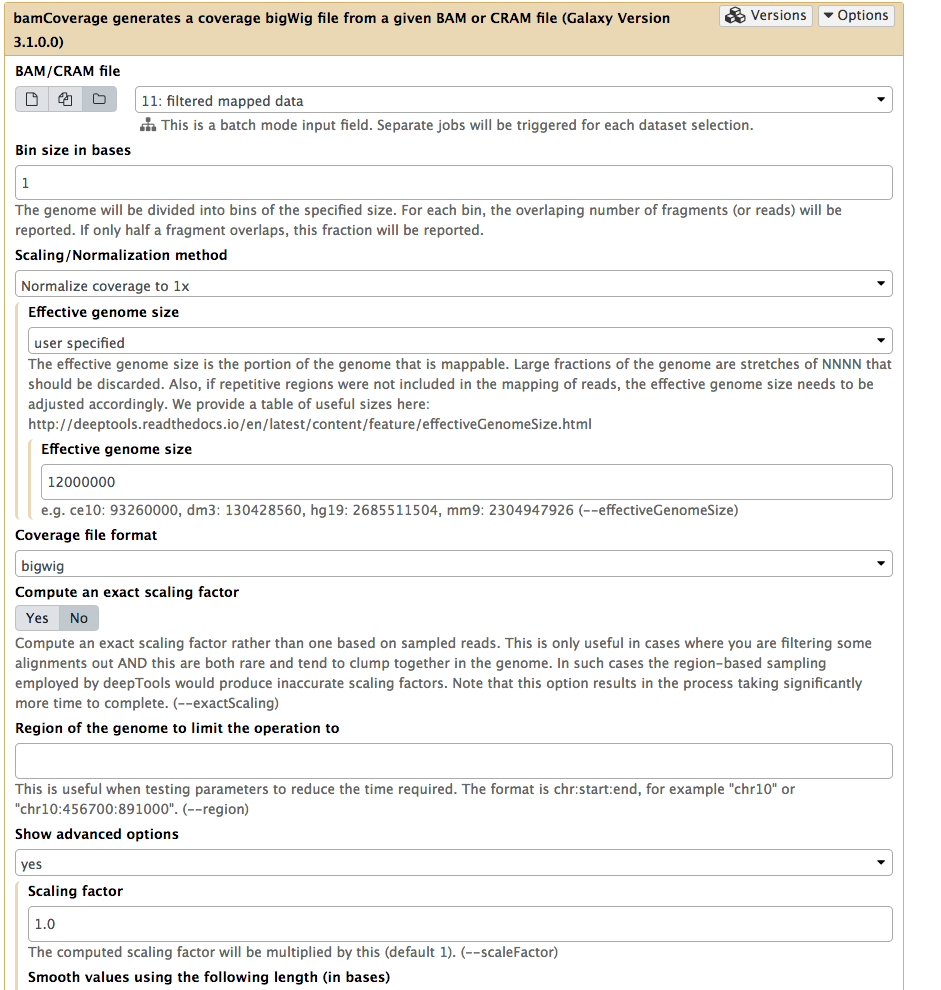 bamCoverage generates a coverage bigWig file from a given BAM or CRAM file (Galaxy Version
3.1.0.0)
Versions
Options
BAM/CRAM file
11: filtered mapped data
This is a batch mode input field. Separate jobs will be triggered for each dataset selection.
Bin size in bases
1
The genome will be divided into bins of the specified size. For each bin, the overlaping number of fragments (or reads) will be
reported. If only half a fragment overlaps, this fraction will be reported.
Scaling/Normalization method
Normalize coverage to 1x
Effective genome size
user specified
The effective genome size is the portion of the genome that is mappable. Large fractions of the genome are stretches of NNNN that
should be discarded. Also, if repetitive regions were not included in the mapping of reads, the effective genome size needs to be
adjusted accordingly. We provide a table of useful sizes here:
http://deeptools.readthedocs.io/en/latest/content/feature/effectiveGenomeSize.html
Effective genome size
12000000
e.g. ce10: 93260000, dm3: 130428560, hg19: 2685511504, mm9: 2304947926 (--effectiveGenomeSize)
Coverage file format
bigwig
Compute an exact scaling factor
Yes No
Compute an exact scaling factor rather than one based on sampled reads. This is only useful in cases where you are filtering some
alignments out AND this are both rare and tend to clump together in the genome. In such cases the region-based sampling
employed by deepTools would produce inaccurate scaling factors. Note that this option results in the process taking significantly
more time to complete. (--exactScaling)
Region of the genome to limit the operation to
This is useful when testing parameters to reduce the time required. The format is chr:start:end, for example "chr10" or
"chr10:456700:891000". (--region)
Show advanced options
yes
Scaling factor
1.0
The computed scaling factor will be multiplied by this (default 1). (--scaleFactor)
Smooth values using the following length (in bases)